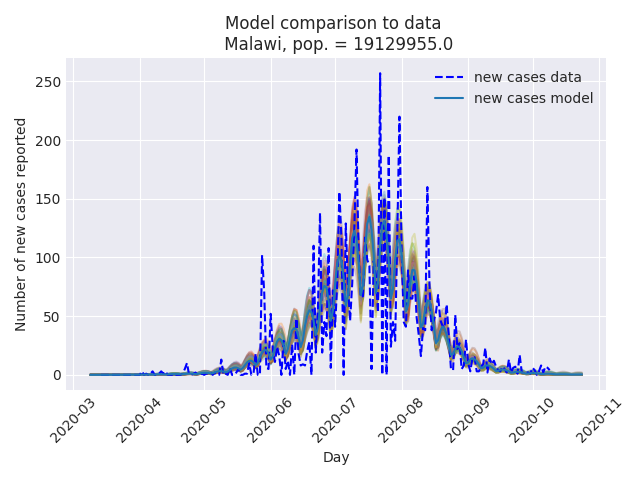 Model comparison to data
Malawi, pop. = 19129955.0
new cases data
new cases model
Number of new cases reported
250
200
150
100
50
0
2020-03
2020-04
2020-05
2020-06
2020-07
2020-08
2020-09
2020-10
2020-11
Day